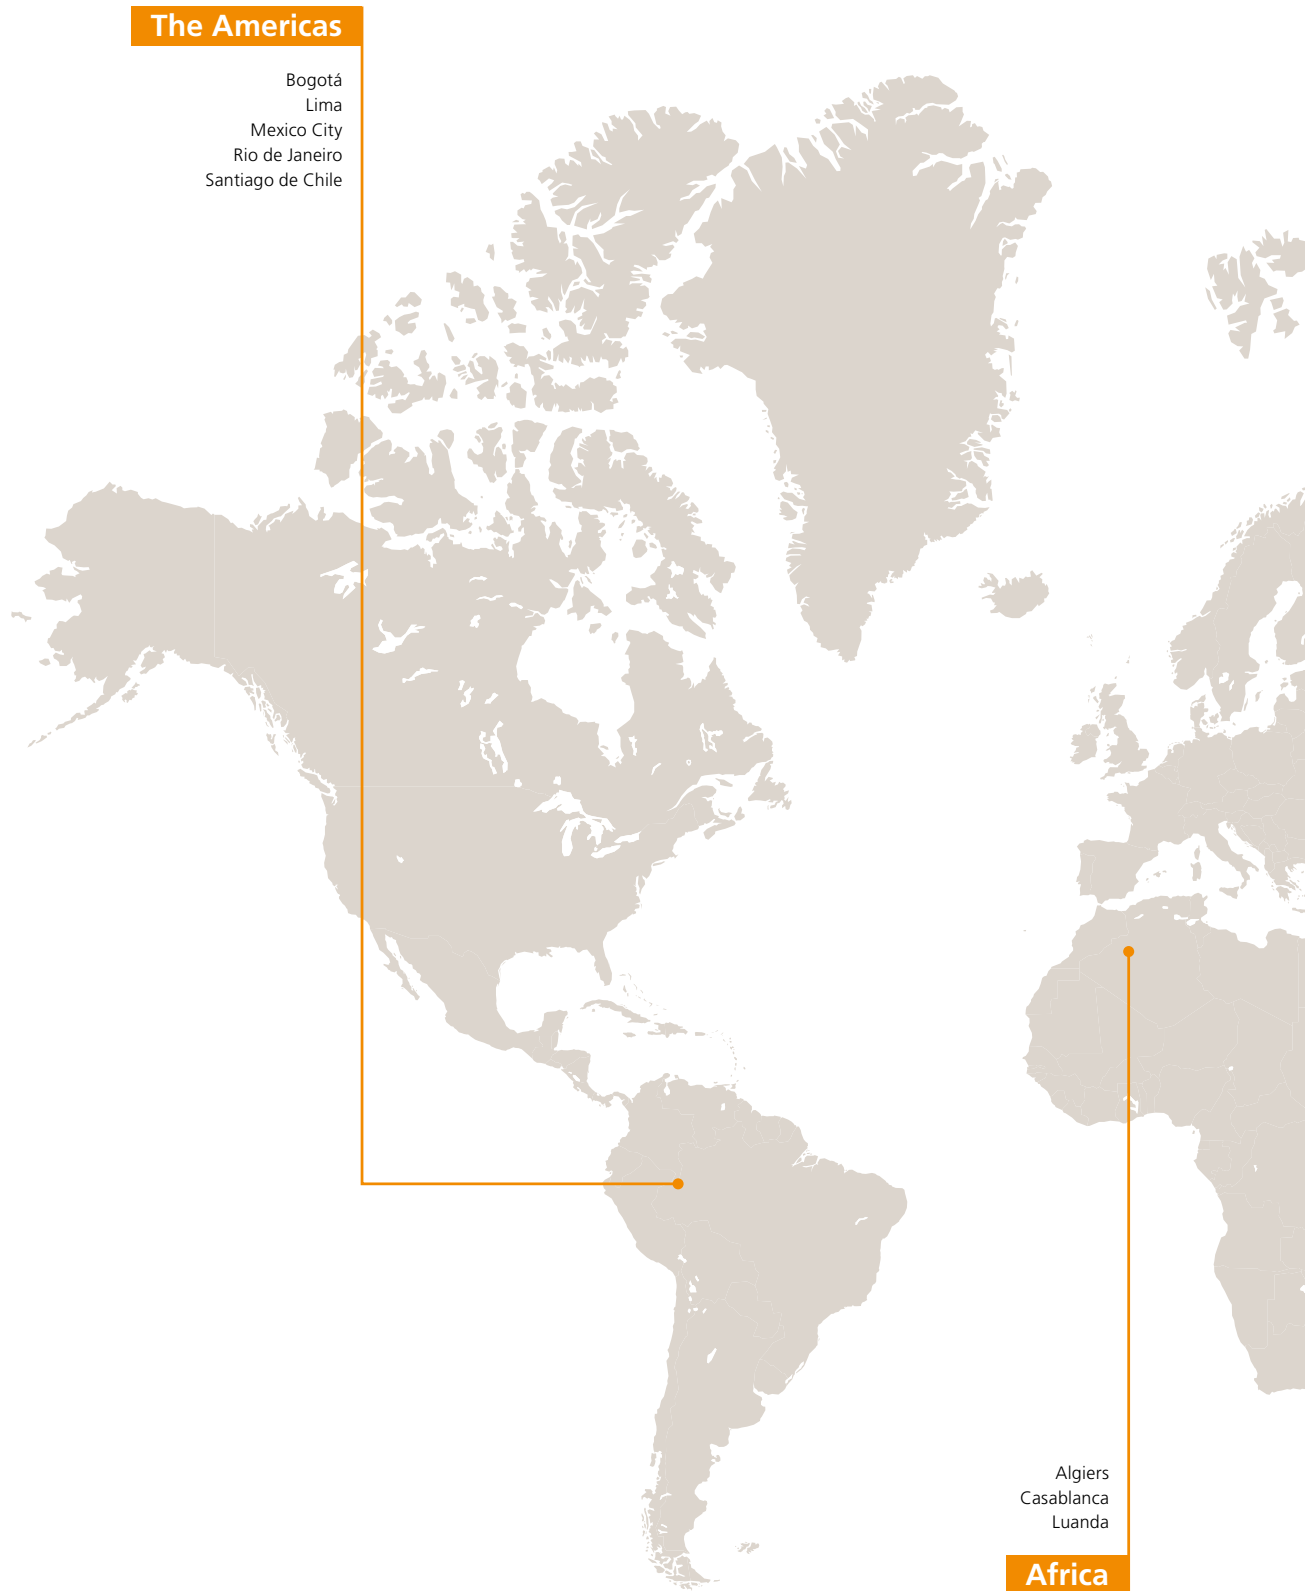 The Americas
Bogotá
Lima
Mexico City
Rio de Janeiro
Santiago de Chile
Algiers
Casablanca
Luanda
Africa